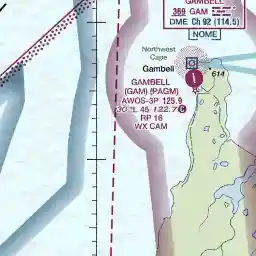 GAMBELL
369 GAM
DME Ch 92 (114.5)
NOME
Northwest
Cape
Gambell
614
GAMBELL
(GAM) (PAGM)
AWOS-3P 125.9
30 *L 45 122.7 C
RP 16
WX CAM